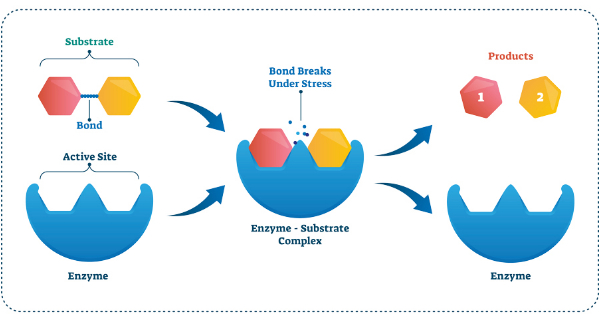 Substrate
Bond
Active Site
Enzyme
Bond Breaks
Under Stress
Enzyme - Substrate
Complex
Products
1
2
Enzyme